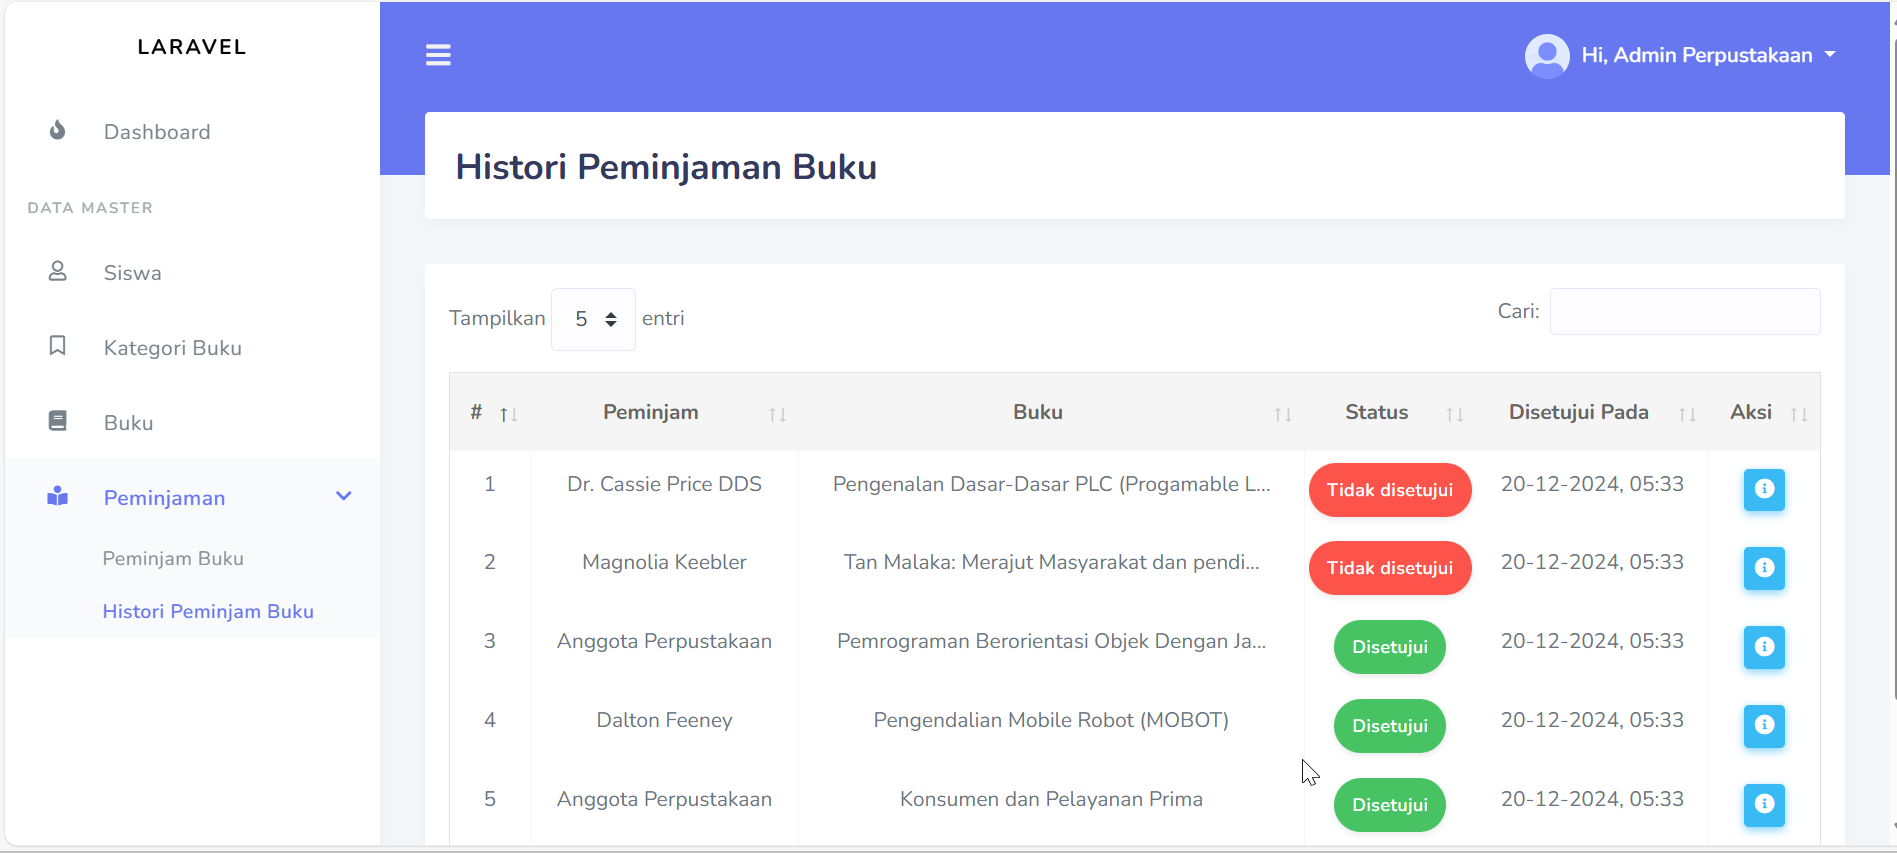 LARAVEL
Hi, Admin Perpustakaan
Dashboard
DATA MASTER
Siswa
Kategori Buku
Buku
Peminjaman
Peminjam Buku
Histori Peminjam Buku
Histori Peminjaman Buku
Tampilkan 5 entri
Cari:
# Peminjam Buku Status Disetujui Pada Aksi
1 Dr. Cassie Price DDS Pengenalan Dasar-Dasar PLC (Progamable L... Tidak disetujui 20-12-2024, 05:33
2 Magnolia Keebler Tan Malaka: Merajut Masyarakat dan pendi... Tidak disetujui 20-12-2024, 05:33
3 Anggota Perpustakaan Pemrograman Berorientasi Objek Dengan Ja... Disetujui 20-12-2024, 05:33
4 Dalton Feeney Pengendalian Mobile Robot (MOBOT) Disetujui 20-12-2024, 05:33
5 Anggota Perpustakaan Konsumen dan Pelayanan Prima Disetujui 20-12-2024, 05:33